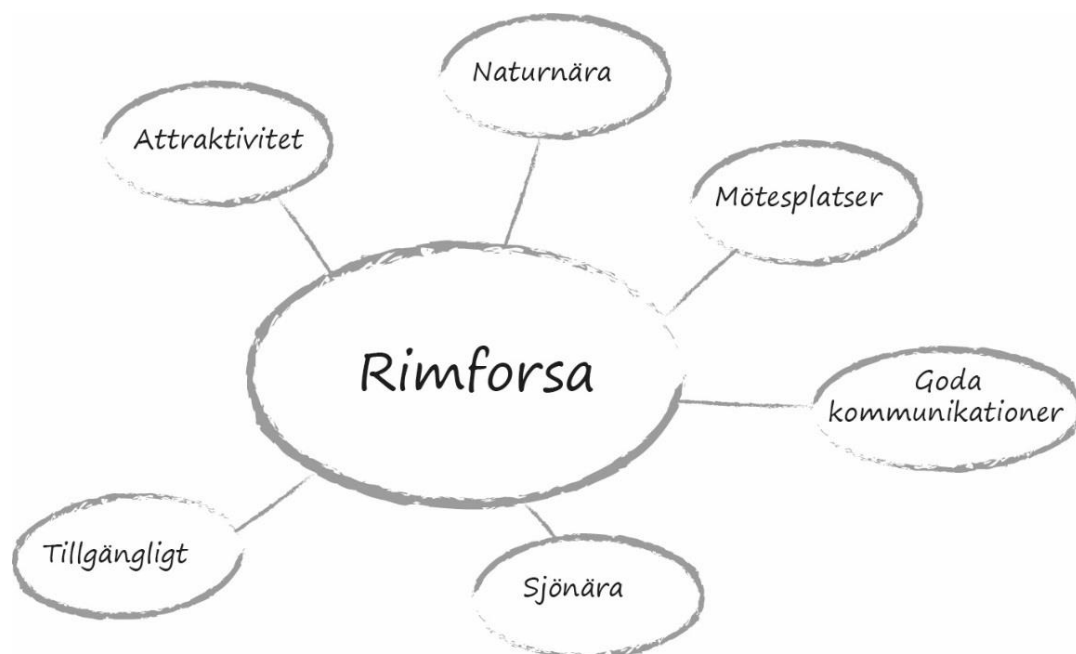 Naturnära
Attraktivitet
Mötesplatser
Rimforsa
Goda
kommunikationer
Tillgängligt
Sjönära